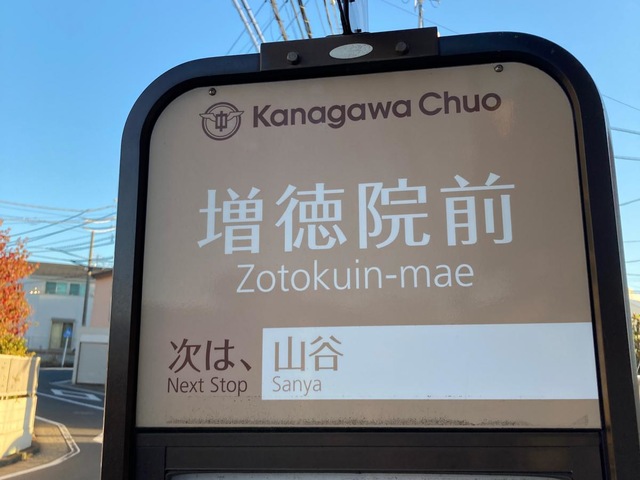 Kanagawa Chuo
増徳院前
Zotokuin-mae
次は、 山谷
Next Stop Sanya